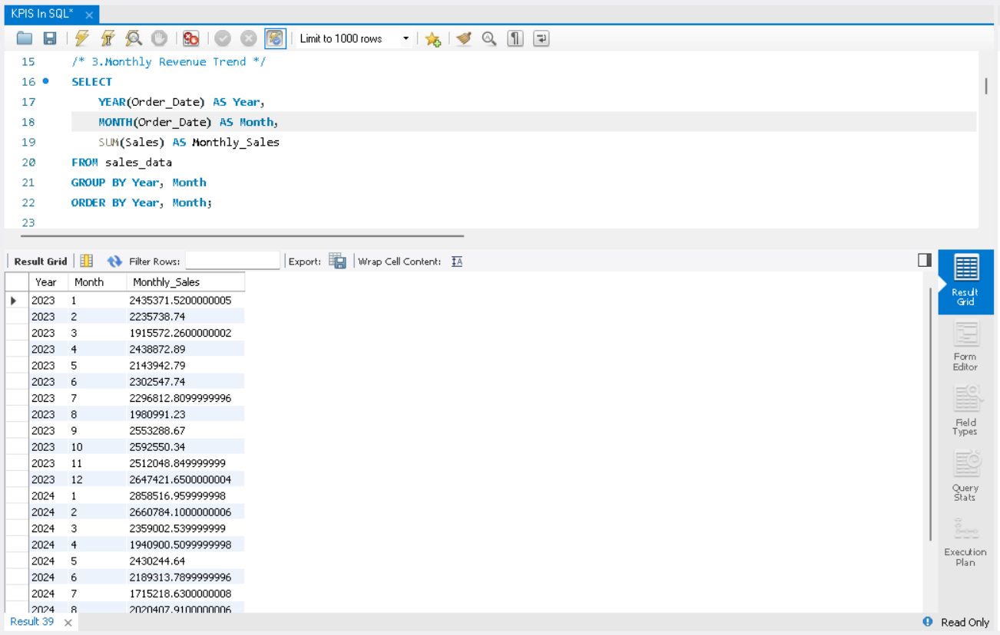 KPIS In SQL*
Limit to 1000 rows
15 /* 3.Monthly Revenue Trend */
16 SELECT
17 YEAR(Order_Date) AS Year,
18 MONTH(Order_Date) AS Month,
19 SUM(Sales) AS Monthly_Sales
20 FROM sales_data
21 GROUP BY Year, Month
22 ORDER BY Year, Month;
23
Result Grid Filter Rows: Export: Wrap Cell Content:
Year Month Monthly_Sales
2023 1 2435371.5200000005
2023 2 2235738.74
2023 3 1915572.2600000002
2023 4 2438872.89
2023 5 2143942.79
2023 6 2302547.74
2023 7 2296812.8099999996
2023 8 1980991.23
2023 9 2553288.67
2023 10 2592550.34
2023 11 2512048.849999999
2023 12 2647421.6500000004
2024 1 2858516.959999998
2024 2 2660784.1000000006
2024 3 2359002.539999999
2024 4 1940900.5099999998
2024 5 2430244.64
2024 6 2189313.7899999996
2024 7 1715218.6300000008
2024 8 2020407.9100000006
Result
Grid
Form
Editor
Field
Types
Query
Stats
Execution
Plan
Result 39
Read Only